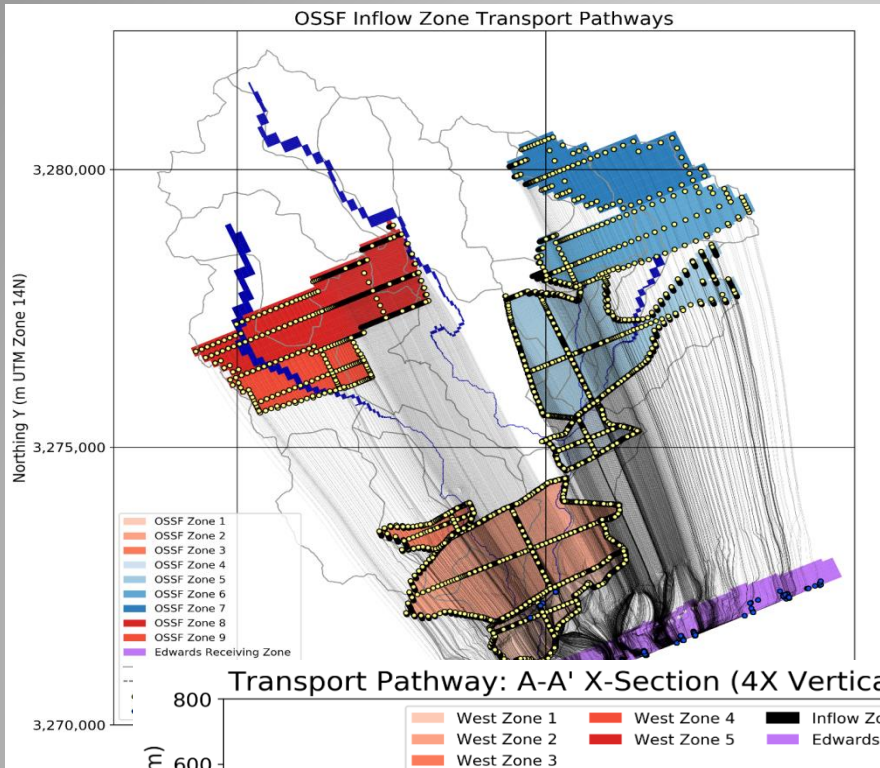 OSSF Inflow Zone Transport Pathways
3,280,000
Northing Y (m UTM Zone 14N)
3,275,000
OSSF Zone 1
OSSF Zone 2
OSSF Zone 3
OSSF Zone 4
OSSF Zone 5
OSSF Zone 6
OSSF Zone 7
OSSF Zone 8
OSSF Zone 9
Edwards Receiving Zone
3,270,000
Transport Pathway: A-A' X-Section (4X Vertica
800
West Zone 1
West Zone 2
West Zone 3
West Zone 4
West Zone 5
Inflow Zo
Edwards
m)
600